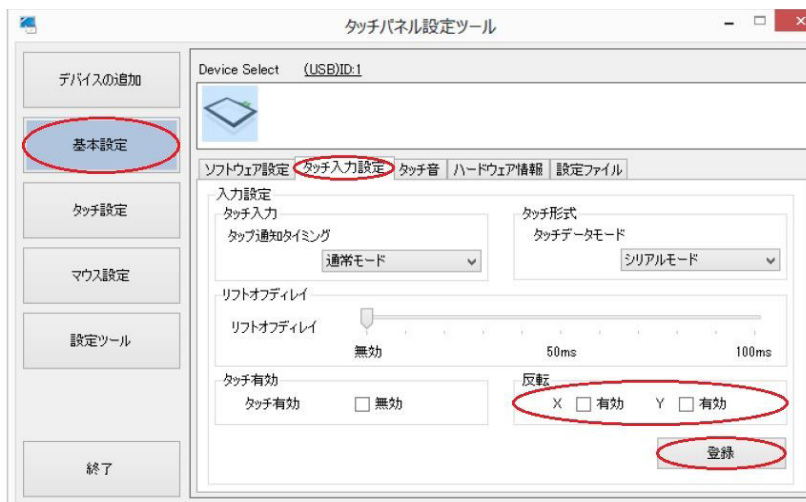 タッチパネル設定ツール
デバイスの追加
基本設定
タッチ設定
マウス設定
設定ツール
終了
Device Select (USB)ID:1
ソフトウェア設定 タッチ入力設定 タッチ音 ハードウェア情報 設定ファイル
入力設定
タッチ入力
タップ通知タイミング
通常モード
タッチ形式
タッチデータモード
シリアルモード
リフトオフディレイ
リフトオフディレイ
無効 50ms 100ms
タッチ有効
タッチ有効 無効
反転
X 有効 Y 有効
登録